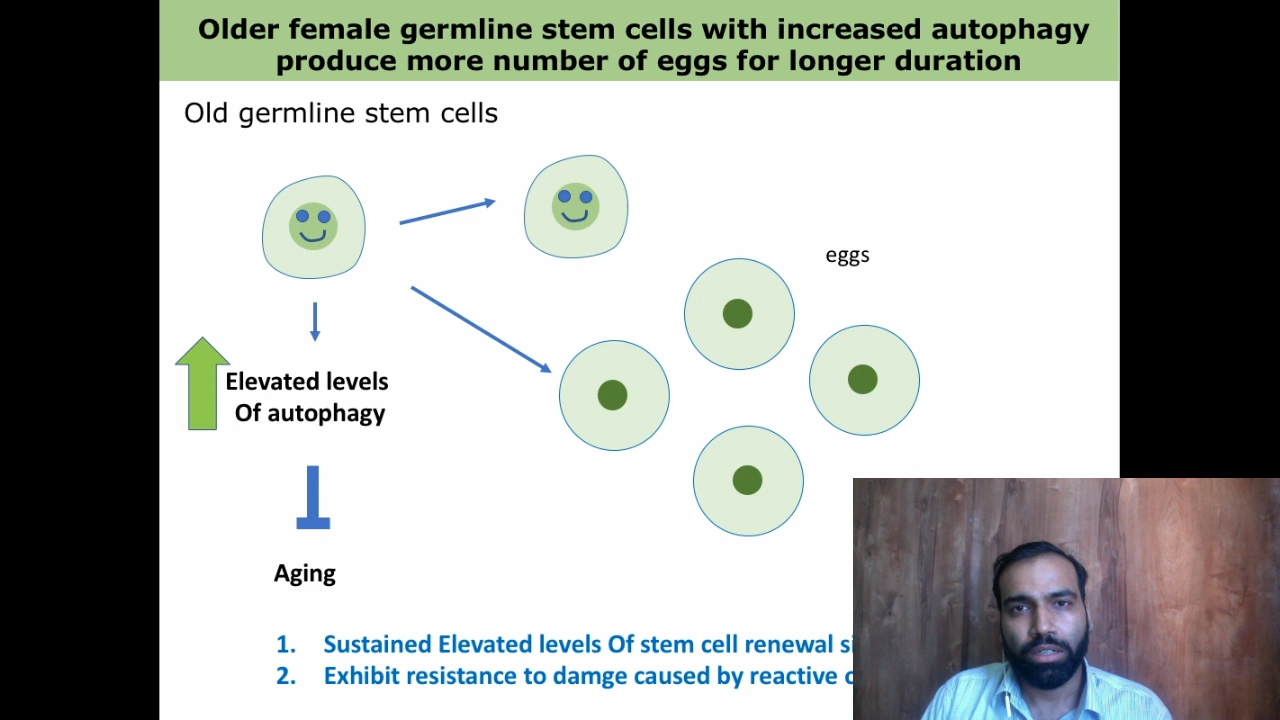 Older female germline stem cells with increased autophagy
produce more number of eggs for longer duration
Old germline stem cells
eggs
Elevated levels
Of autophagy
Aging
1. Sustained Elevated levels Of stem cell renewal
2. Exhibit resistance to damge caused by reactive